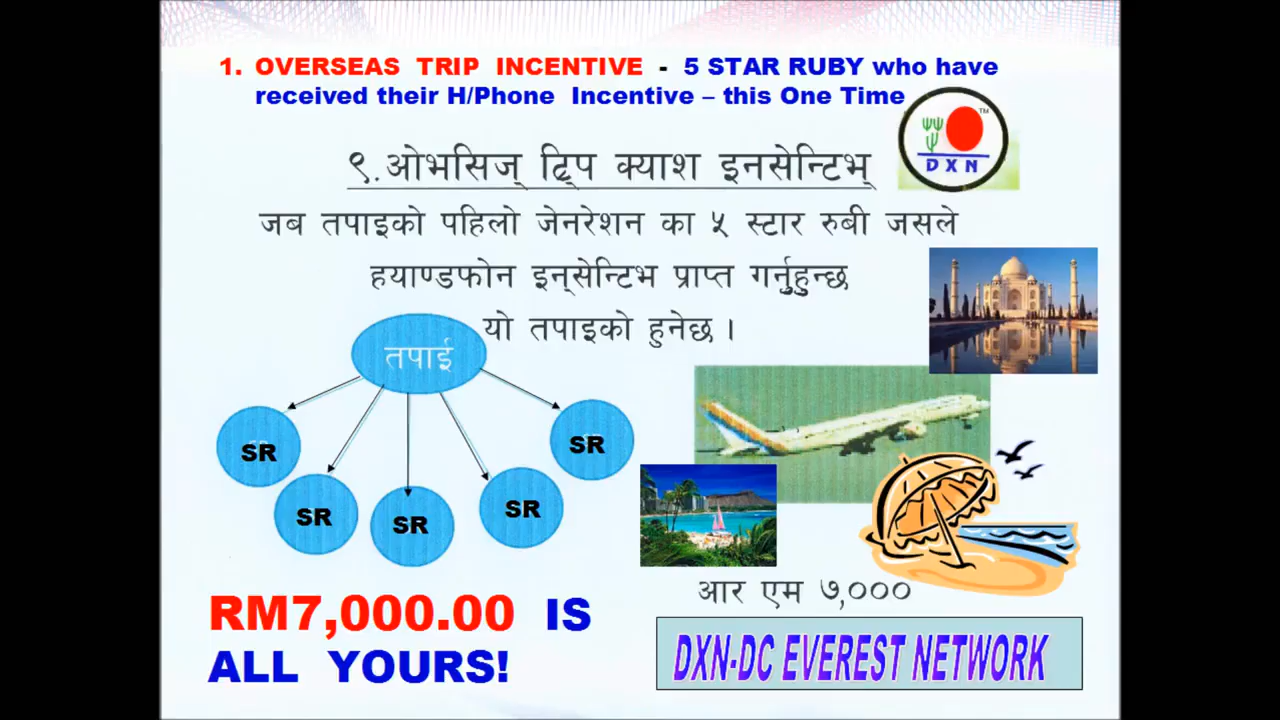 1. OVERSEAS TRIP INCENTIVE - 5 STAR RUBY who have
received their H/Phone Incentive – this One Time
TM
DXN
९. ओभसिज् ट्रिप क्याश इनसेन्टिभ्
जब तपाइको पहिलो जेनरेशन का ५ स्टार रुबी जसले
हयाण्डफोन इन्सेन्टिभ प्राप्त गर्नुहुन्छ
यो तपाइको हुनेछ ।
तपाई
SR
SR
SR
SR
SR
आर एम ७,०००
RM7,000.00 IS
ALL YOURS!
DXN-DC EVEREST NETWORK